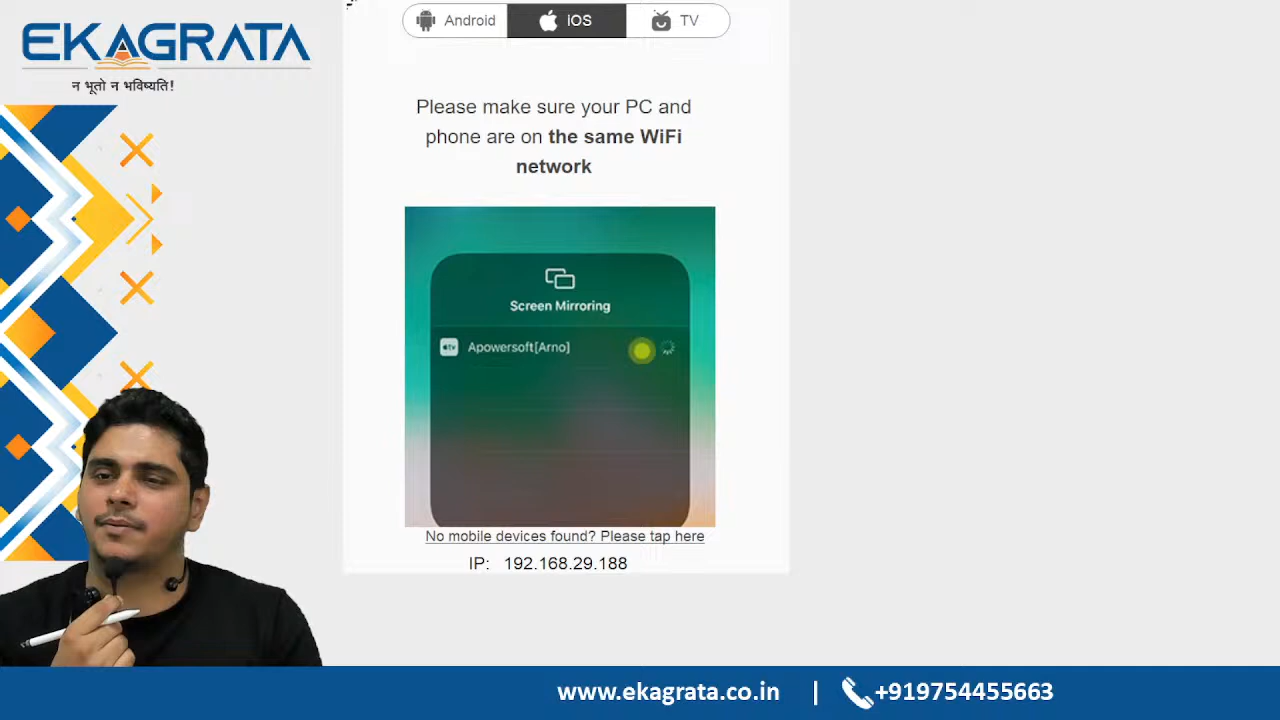 EKAGRATA
न भूतो न भविष्यति!
Android
iOS
TV
Please make sure your PC and
phone are on the same WiFi
network
Screen Mirroring
tv
Apowersoft[Arno]
No mobile devices found? Please tap here
IP: 192.168.29.188
www.ekagrata.co.in | +919754455663